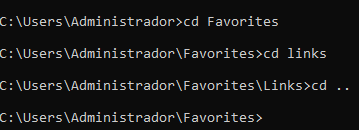 C:\Users\Administrador>cd Favorites
C:\Users\Administrador\Favorites>cd links
C:\Users\Administrador\Favorites\Links>cd ..
C:\Users\Administrador\Favorites>